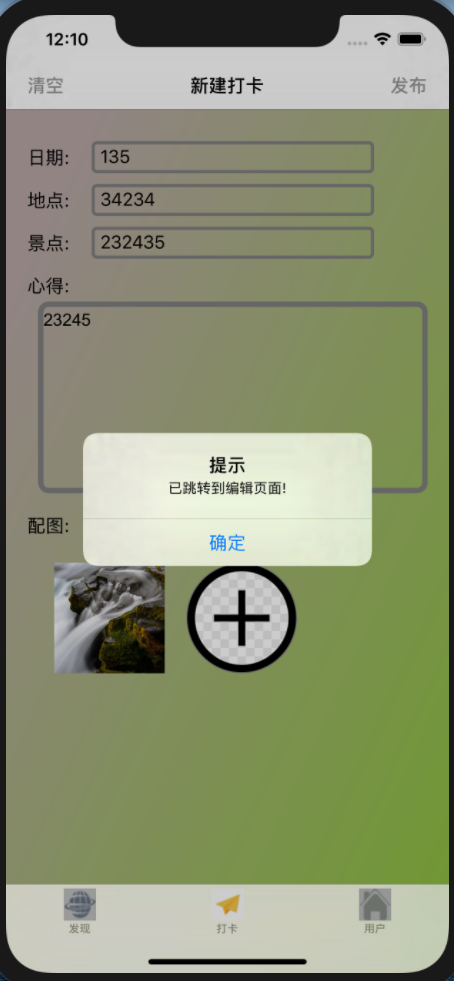 12:10
清空 新建打卡 发布
日期: 135
地点: 34234
景点: 232435
心得:
23245
提示
已跳转到编辑页面!
确定
配图:
发现 打卡 用户